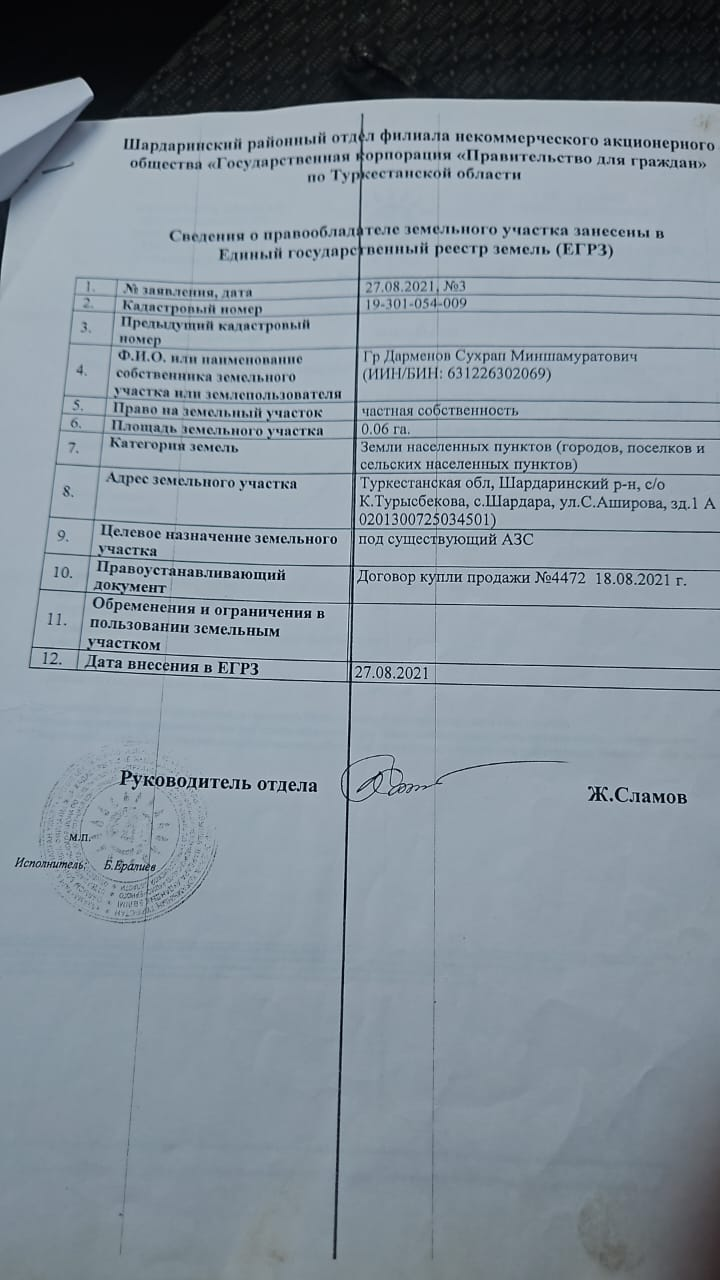 Шардаринский районный отдел филиала некоммерческого акционерного
общества «Государственная корпорация «Правительство для граждан»
по Туркестанской области
Сведения о правообладателе земельного участка занесены в
Единый государственный реестр земель (ЕГРЗ)
1. № заявления, дата 27.08.2021, №3
2. Кадастровый номер 19-301-054-009
3. Предыдущий кадастровый
номер
4. Ф.И.О. или наименование
собственника земельного
участка или землепользователя
Гр Дарменов Сухрап Миншамуратович
(ИИН/БИН: 631226302069)
5. Право на земельный участок частная собственность
6. Площадь земельного участка 0.06 га.
7. Категория земель Земли населенных пунктов (городов, поселков и
сельских населенных пунктов)
8. Адрес земельного участка Туркестанская обл, Шардаринский р-н, с/о
К.Турысбекова, с.Шардара, ул.С.Аширова, зд.1 А
0201300725034501)
9. Целевое назначение земельного
участка
под существующий АЗС
10. Правоустанавливающий
документ
Договор купли продажи №4472 18.08.2021 г.
11. Обременения и ограничения в
пользовании земельным
участком
12. Дата внесения в ЕГРЗ 27.08.2021
Руководитель отдела Ж.Сламов
м.п.
Исполнитель: Б.Ералиев